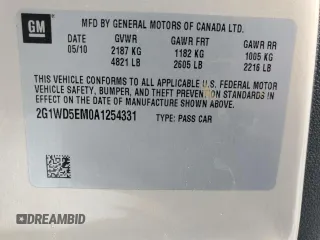 GM
MFD BY GENERAL MOTORS OF CANADA LTD.
DATE GVWR GAWR FRT GAWR RR
05/10 2187 KG 1182 KG 1005 KG
4821 LB 2605 LB 2216 LB
THIS VEHICLE CONFORMS TO ALL APPLICABLE U.S. FEDERAL MOTOR
VEHICLE SAFETY, BUMPER, AND THEFT PREVENTION STANDARDS IN
EFFECT ON THE DATE OF MANUFACTURE SHOWN ABOVE.
2G1WD5EM0A1254331 TYPE: PASS CAR
DREAMBID